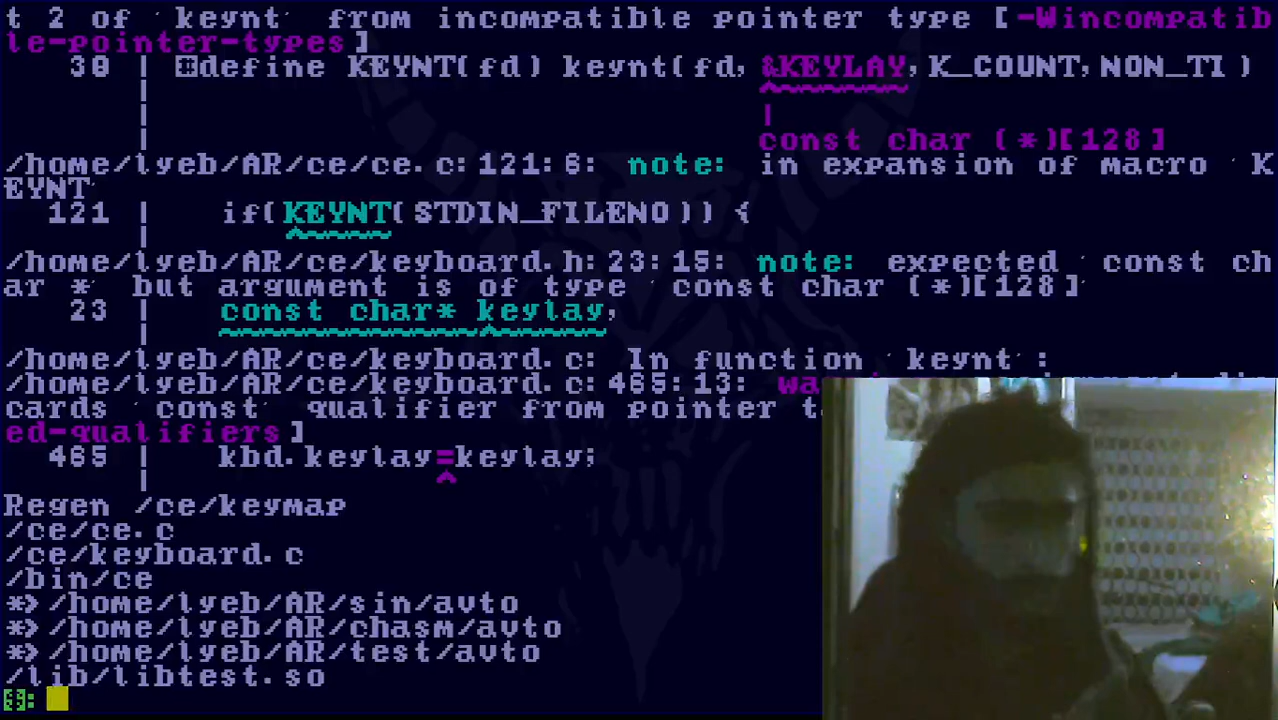 t 2 of 'keynt' from incompatible pointer type [-Wincompatib
le-pointer-types]
38 | #define KEYNT(fd) keynt(fd,&KEYLAY,K_COUNT,NON_TI)
|
|
| const char (*)[128]
/home/lyeb/AR/ce/ce.c:121:6: note: in expansion of macro 'K
EYNT'
121 | if(KEYNT(STDIN_FILENO)) {
| ^~~~~
/home/lyeb/AR/ce/keyboard.h:23:15: note: expected 'const ch
ar *' but argument is of type 'const char (*)[128]'
23 | const char* keylay,
| ~~~~~~~~~~~~^~~~~~
/home/lyeb/AR/ce/keyboard.c: In function 'keynt':
/home/lyeb/AR/ce/keyboard.c:485:13:
cards 'const' qualifier from pointer
ed-qualifiers]
485 | kbd.keylay=keylay;
| ^
Regen /ce/keymap
/ce/ce.c
/ce/keyboard.c
/bin/ce
*> /home/lyeb/AR/sin/avto
*> /home/lyeb/AR/chasm/avto
*> /home/lyeb/AR/test/avto
/lib/libtest.so